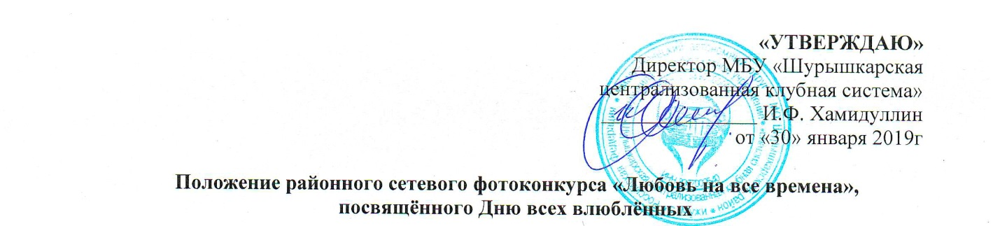 «УТВЕРЖДАЮ»
Директор МБУ «Шурышкарская
централизованная клубная система»
И.Ф. Хамидуллин
от «30» января 2019г
Положение районного сетевого фотоконкурса «Любовь на все времена»,
посвящённого Дню всех влюблённых